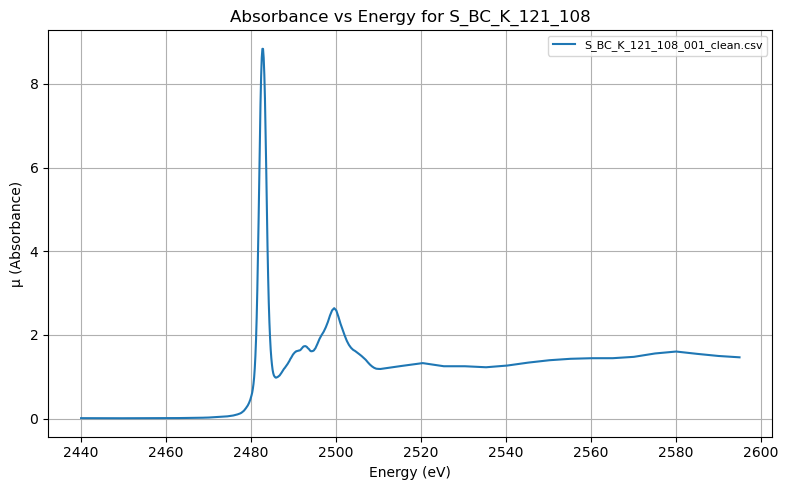 Absorbance vs Energy for S_BC_K_121_108
S_BC_K_121_108_001_clean.csv
μ (Absorbance)
8
6
4
2
0
2440 2460 2480 2500 2520 2540 2560 2580 2600
Energy (eV)